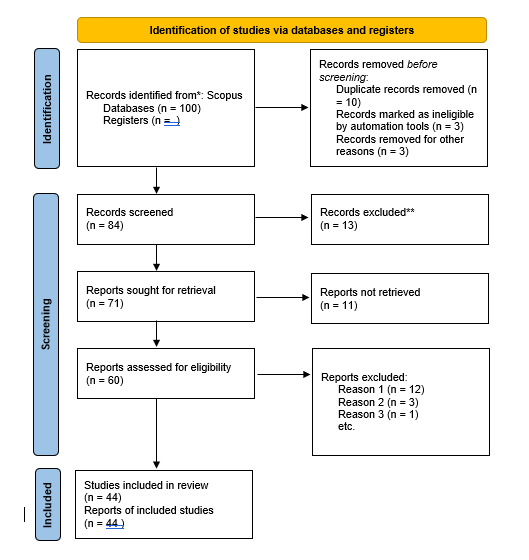 Identification of studies via databases and registers
Identification
Records identified from*: Scopus
Databases (n = 100)
Registers (n = )
Records removed before
screening:
Duplicate records removed (n
= 10)
Records marked as ineligible
by automation tools (n = 3)
Records removed for other
reasons (n = 3)
Screening
Records screened
(n = 84)
Records excluded**
(n = 13)
Reports sought for retrieval
(n = 71)
Reports not retrieved
(n = 11)
Reports assessed for eligibility
(n = 60)
Reports excluded:
Reason 1 (n = 12)
Reason 2 (n = 3)
Reason 3 (n = 1)
etc.
Included
Studies included in review
(n = 44)
Reports of included studies
(n = 44 )